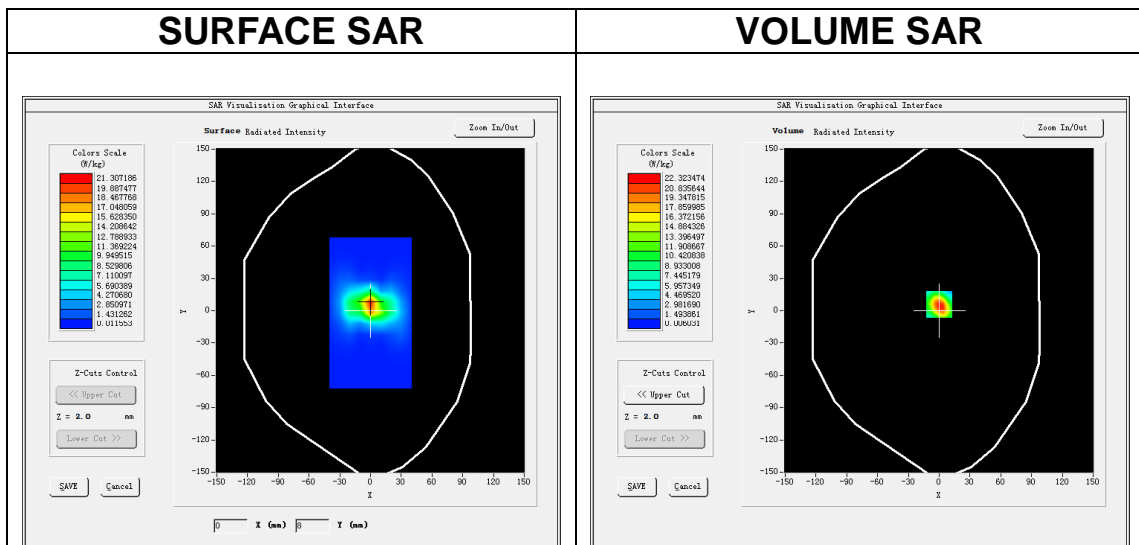 SURFACE SAR
VOLUME SAR
SAR Visualisation Graphical Interface
Surface Radiated Intensity
Zoom In/Out
Colors Scale
(W/kg)
21.307186
19.887477
18.467768
17.048059
15.628350
14.208642
12.788933
11.369224
9.949515
8.529806
7.110097
5.690389
4.270680
2.850971
1.431262
0.011553
150
120
90
60
30
0
-30
-60
-90
-120
-150
Y
-150 -120 -90 -60 -30 0 30 60 90 120 150
X
Z-Cuts Control
<< Upper Cut
Z = 2.0 mm
Lower Cut >>
SAVE Cancel
0 X (mm) 8 Y (mm)
SAR Visualisation Graphical Interface
Volume Radiated Intensity
Zoom In/Out
Colors Scale
(W/kg)
22.323474
20.835644
19.347815
17.859985
16.372156
14.884326
13.396497
11.908667
10.420838
8.933008
7.445179
5.957349
4.469520
2.981690
1.493861
0.006031
150
120
90
60
30
0
-30
-60
-90
-120
-150
Y
-150 -120 -90 -60 -30 0 30 60 90 120 150
X
Z-Cuts Control
<< Upper Cut
Z = 2.0 mm
Lower Cut >>
SAVE Cancel